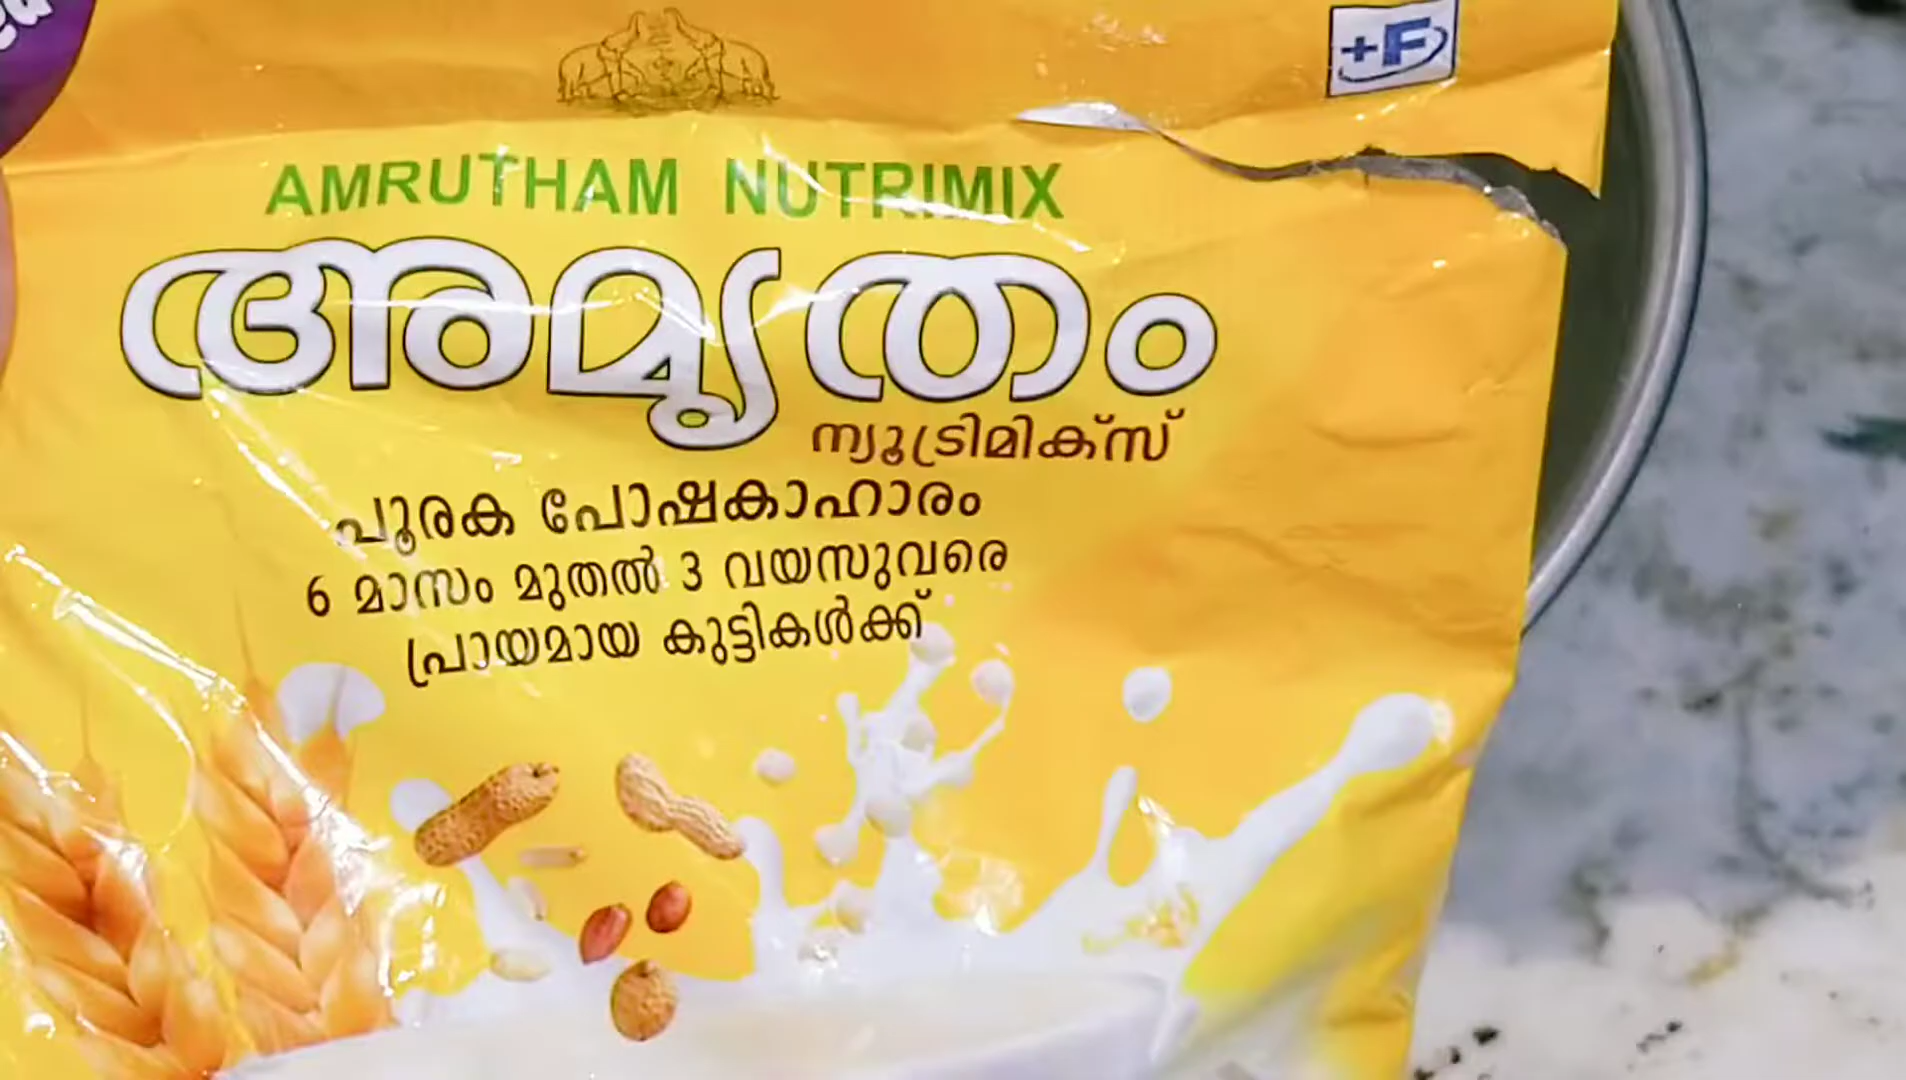 +F
AMRUTHAM NUTRIMIX
അമൃതം
ന്യൂട്രിമിക്സ്
പൂരക പോഷകാഹാരം
6 മാസം മുതൽ 3 വയസുവരെ
പ്രായമായ കുട്ടികൾക്ക്